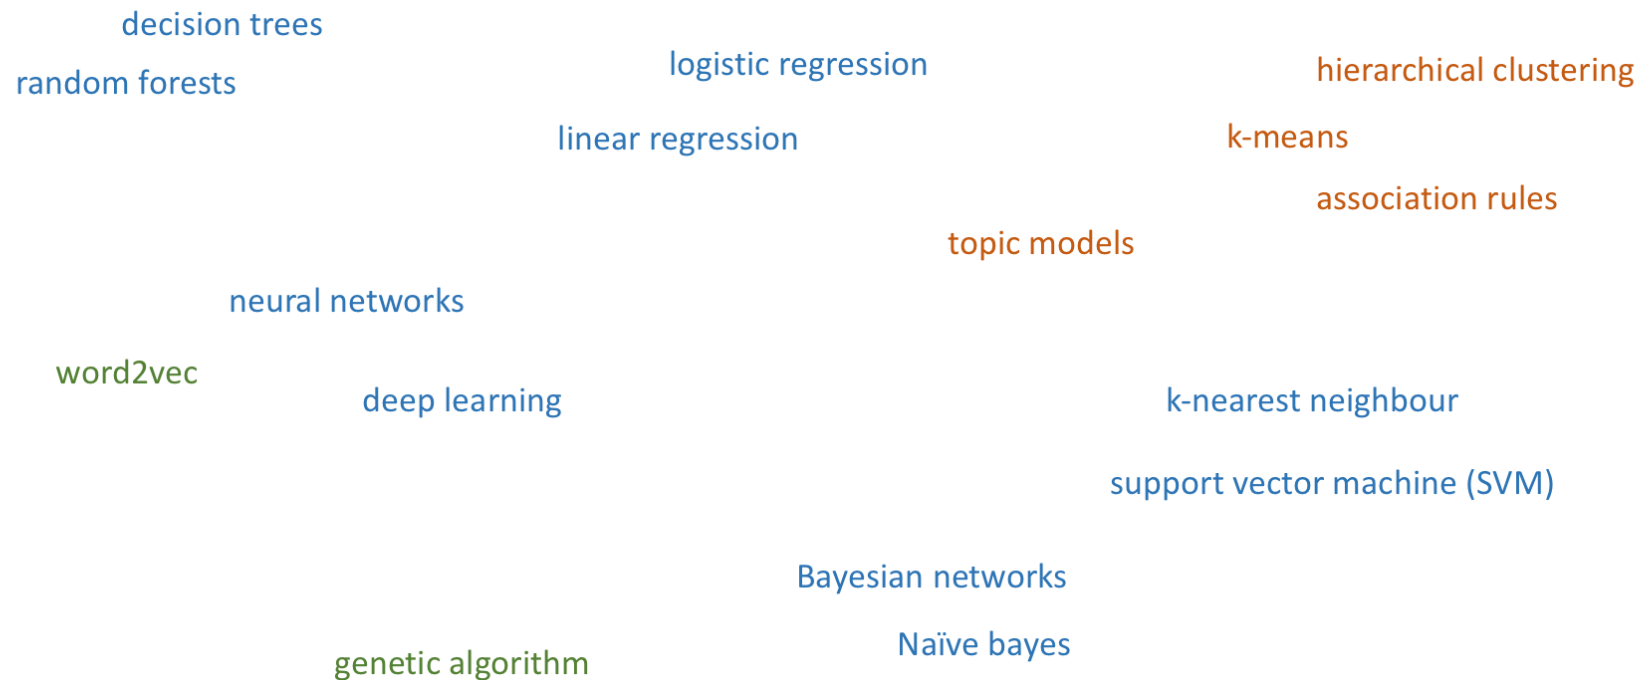 decision trees
logistic regression
hierarchical clustering
random forests
linear regression
k-means
association rules
topic models
neural networks
word2vec
deep learning
k-nearest neighbour
support vector machine (SVM)
Bayesian networks
Naïve bayes
genetic algorithm